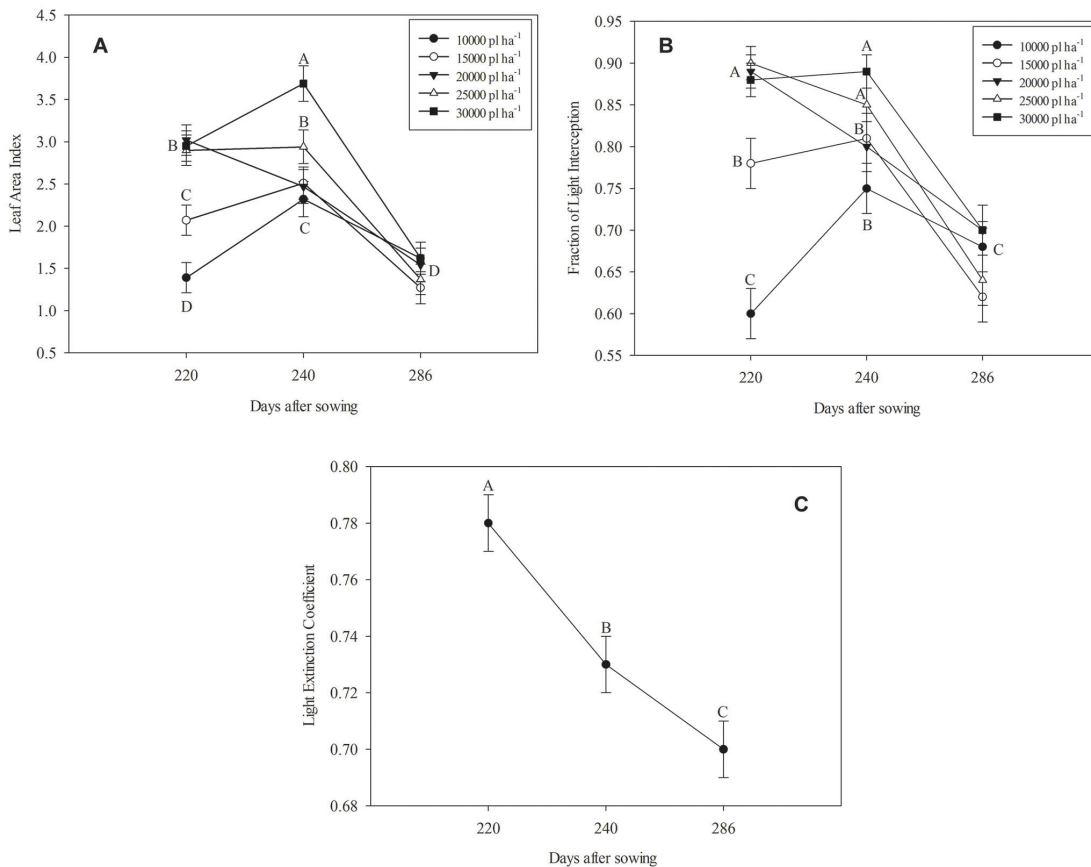 A
10000 pl ha⁻¹
15000 pl ha⁻¹
20000 pl ha⁻¹
25000 pl ha⁻¹
30000 pl ha⁻¹
Leaf Area Index
4.5
4.0
3.5
3.0
2.5
2.0
1.5
1.0
0.5
A
B
B
C
C
D
D
220 240 286
Days after sowing
B
10000 pl ha⁻¹
15000 pl ha⁻¹
20000 pl ha⁻¹
25000 pl ha⁻¹
30000 pl ha⁻¹
Fraction of Light Interception
0.95
0.90
0.85
0.80
0.75
0.70
0.65
0.60
0.55
A
A
A
B
B
B
C
C
220 240 286
Days after sowing
C
Light Extinction Coefficient
0.80
0.78
0.76
0.74
0.72
0.70
0.68
A
B
C
220 240 286
Days after sowing